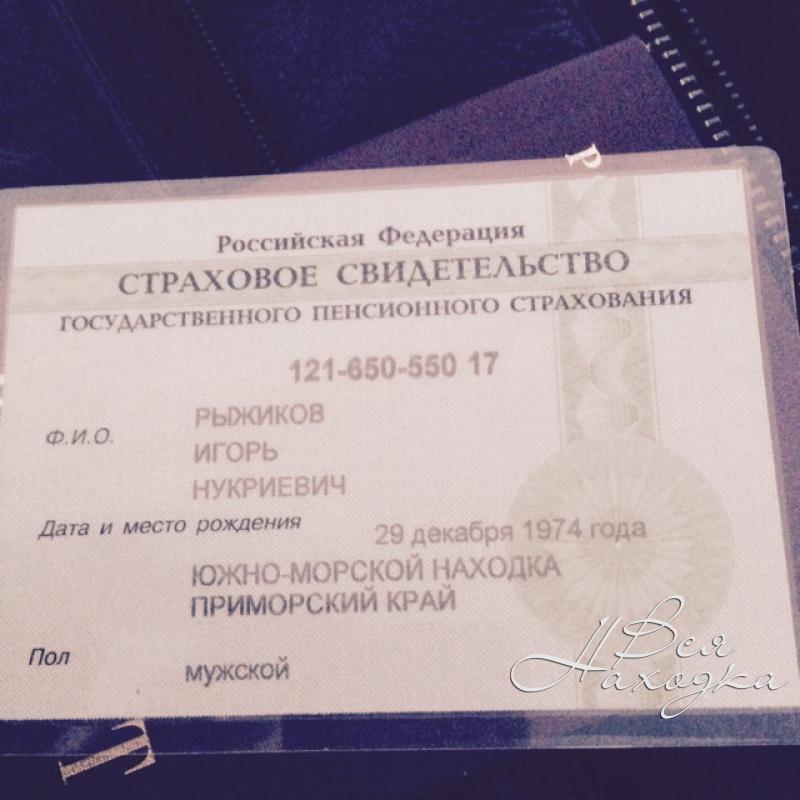 Российская Федерация
СТРАХОВОЕ СВИДЕТЕЛЬСТВО
ГОСУДАРСТВЕННОГО ПЕНСИОННОГО СТРАХОВАНИЯ
121-650-550 17
Ф.И.О.
РЫЖИКОВ
ИГОРЬ
НУКРИЕВИЧ
Дата и место рождения
29 декабря 1974 года
ЮЖНО-МОРСКОЙ НАХОДКА
ПРИМОРСКИЙ КРАЙ
Пол
мужской
Вся
Находка